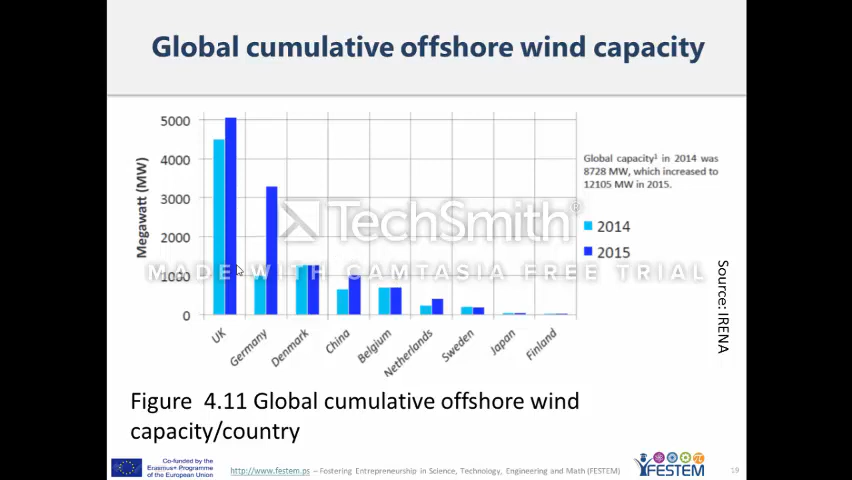 Global cumulative offshore wind capacity
5000
4000
3000
2000
1000
0
Megawatt (MW)
UK
Germany
Denmark
China
Belgium
Netherlands
Sweden
Japan
Finland
Global capacity¹ in 2014 was
8728 MW, which increased to
12105 MW in 2015.
2014
2015
Source: IRENA
TechSmith®
MADE WITH CAMTASIA FREE TRIAL
Figure 4.11 Global cumulative offshore wind
capacity/country
Co-funded by the
Erasmus+ Programme
of the European Union
http://www.festem.ps – Fostering Entrepreneurship in Science, Technology, Engineering and Math (FESTEM)
FESTEM
19